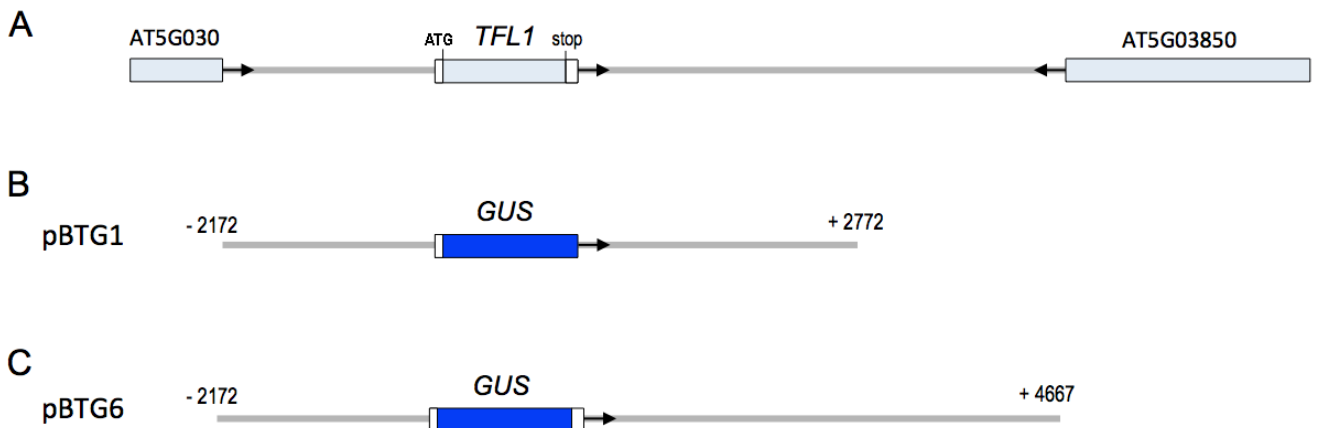 A
AT5G030 ATG TFL1 stop AT5G03850
B
pBTG1 - 2172 GUS + 2772
C
pBTG6 - 2172 GUS + 4667